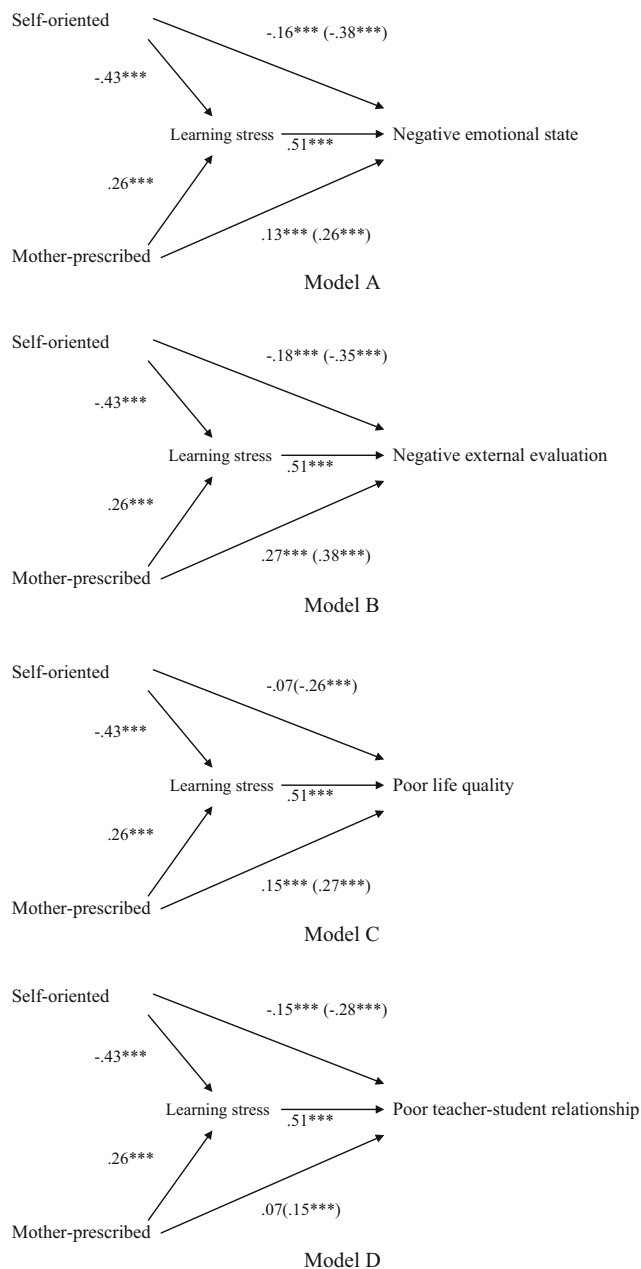 Self-oriented
-.16*** (-.38***)
-.43***
Learning stress
.51***
Negative emotional state
.26***
.13*** (.26***)
Mother-prescribed
Model A
Self-oriented
-.18*** (-.35***)
-.43***
Learning stress
.51***
Negative external evaluation
.26***
.27*** (.38***)
Mother-prescribed
Model B
Self-oriented
-.07(-.26***)
-.43***
Learning stress
.51***
Poor life quality
.26***
.15*** (.27***)
Mother-prescribed
Model C
Self-oriented
-.15*** (-.28***)
-.43***
Learning stress
.51***
Poor teacher-student relationship
.26***
.07(.15***)
Mother-prescribed
Model D